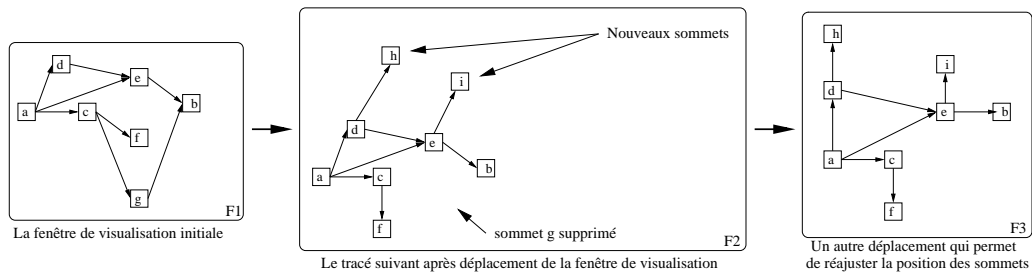 d
e
b
a
c
f
g
F1
La fenêtre de visualisation initiale
h
Nouveaux sommets
i
d
e
b
a
c
f
sommet g supprimé
F2
Le tracé suivant après déplacement de la fenêtre de visualisation
h
i
d
e
b
a
c
f
F3
Un autre déplacement qui permet
de réajuster la position des sommets